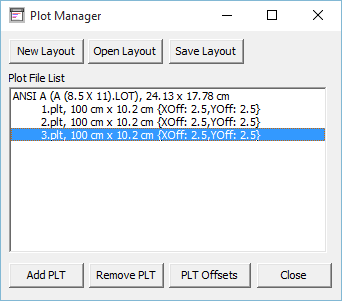 Plot Manager
New Layout Open Layout Save Layout
Plot File List
ANSI A (A (8.5 X 11).LOT), 24.13 x 17.78 cm
1.plt, 100 cm x 10.2 cm {XOff: 2.5,YOff: 2.5}
2.plt, 100 cm x 10.2 cm {XOff: 2.5,YOff: 2.5}
3.plt, 100 cm x 10.2 cm {XOff: 2.5,YOff: 2.5}
Add PLT Remove PLT PLT Offsets Close